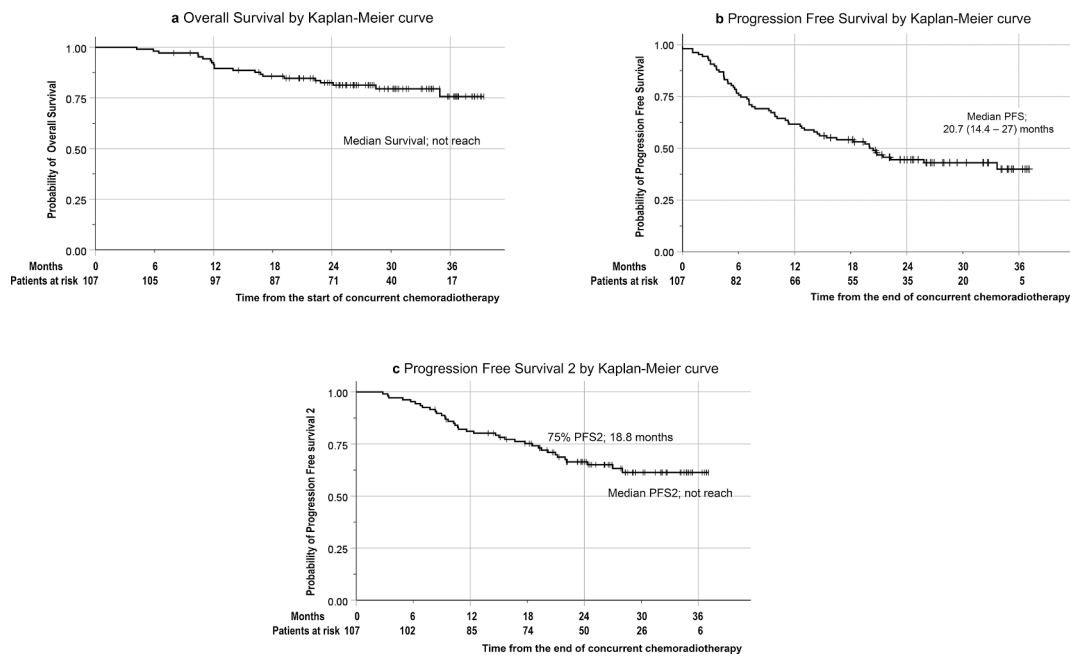 a Overall Survival by Kaplan-Meier curve
Probability of Overall Survival
1.00
0.75
0.50
0.25
0.00
Median Survival; not reach
Months 0 6 12 18 24 30 36
Patients at risk 107 105 97 87 71 40 17
Time from the start of concurrent chemoradiotherapy
b Progression Free Survival by Kaplan-Meier curve
Probability of Progression Free Survival
1.00
0.75
0.50
0.25
0.00
Median PFS;
20.7 (14.4 – 27) months
Months 0 6 12 18 24 30 36
Patients at risk 107 82 66 55 35 20 5
Time from the end of concurrent chemoradiotherapy
c Progression Free Survival 2 by Kaplan-Meier curve
Probability of Progression Free survival 2
1.00
0.75
0.50
0.25
0.00
75% PFS2; 18.8 months
Median PFS2; not reach
Months 0 6 12 18 24 30 36
Patients at risk 107 102 85 74 50 26 6
Time from the end of concurrent chemoradiotherapy